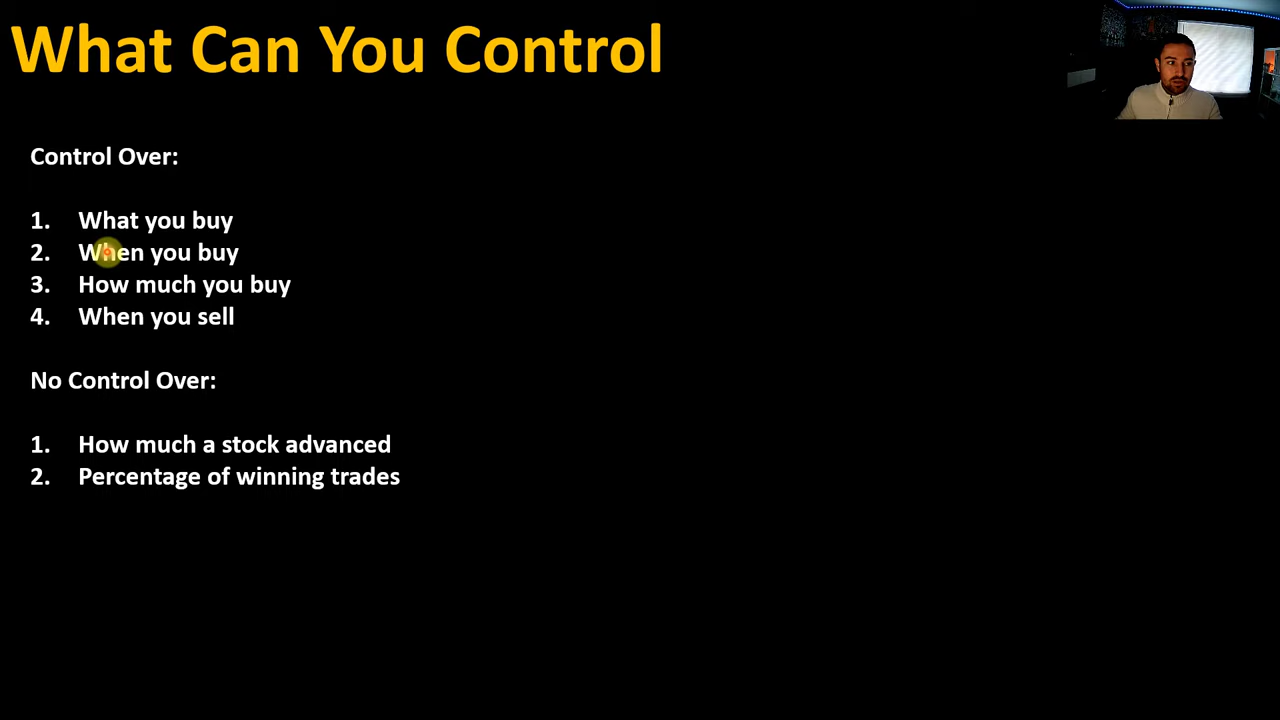 What Can You Control
Control Over:
1. What you buy
2. When you buy
3. How much you buy
4. When you sell
No Control Over:
1. How much a stock advanced
2. Percentage of winning trades